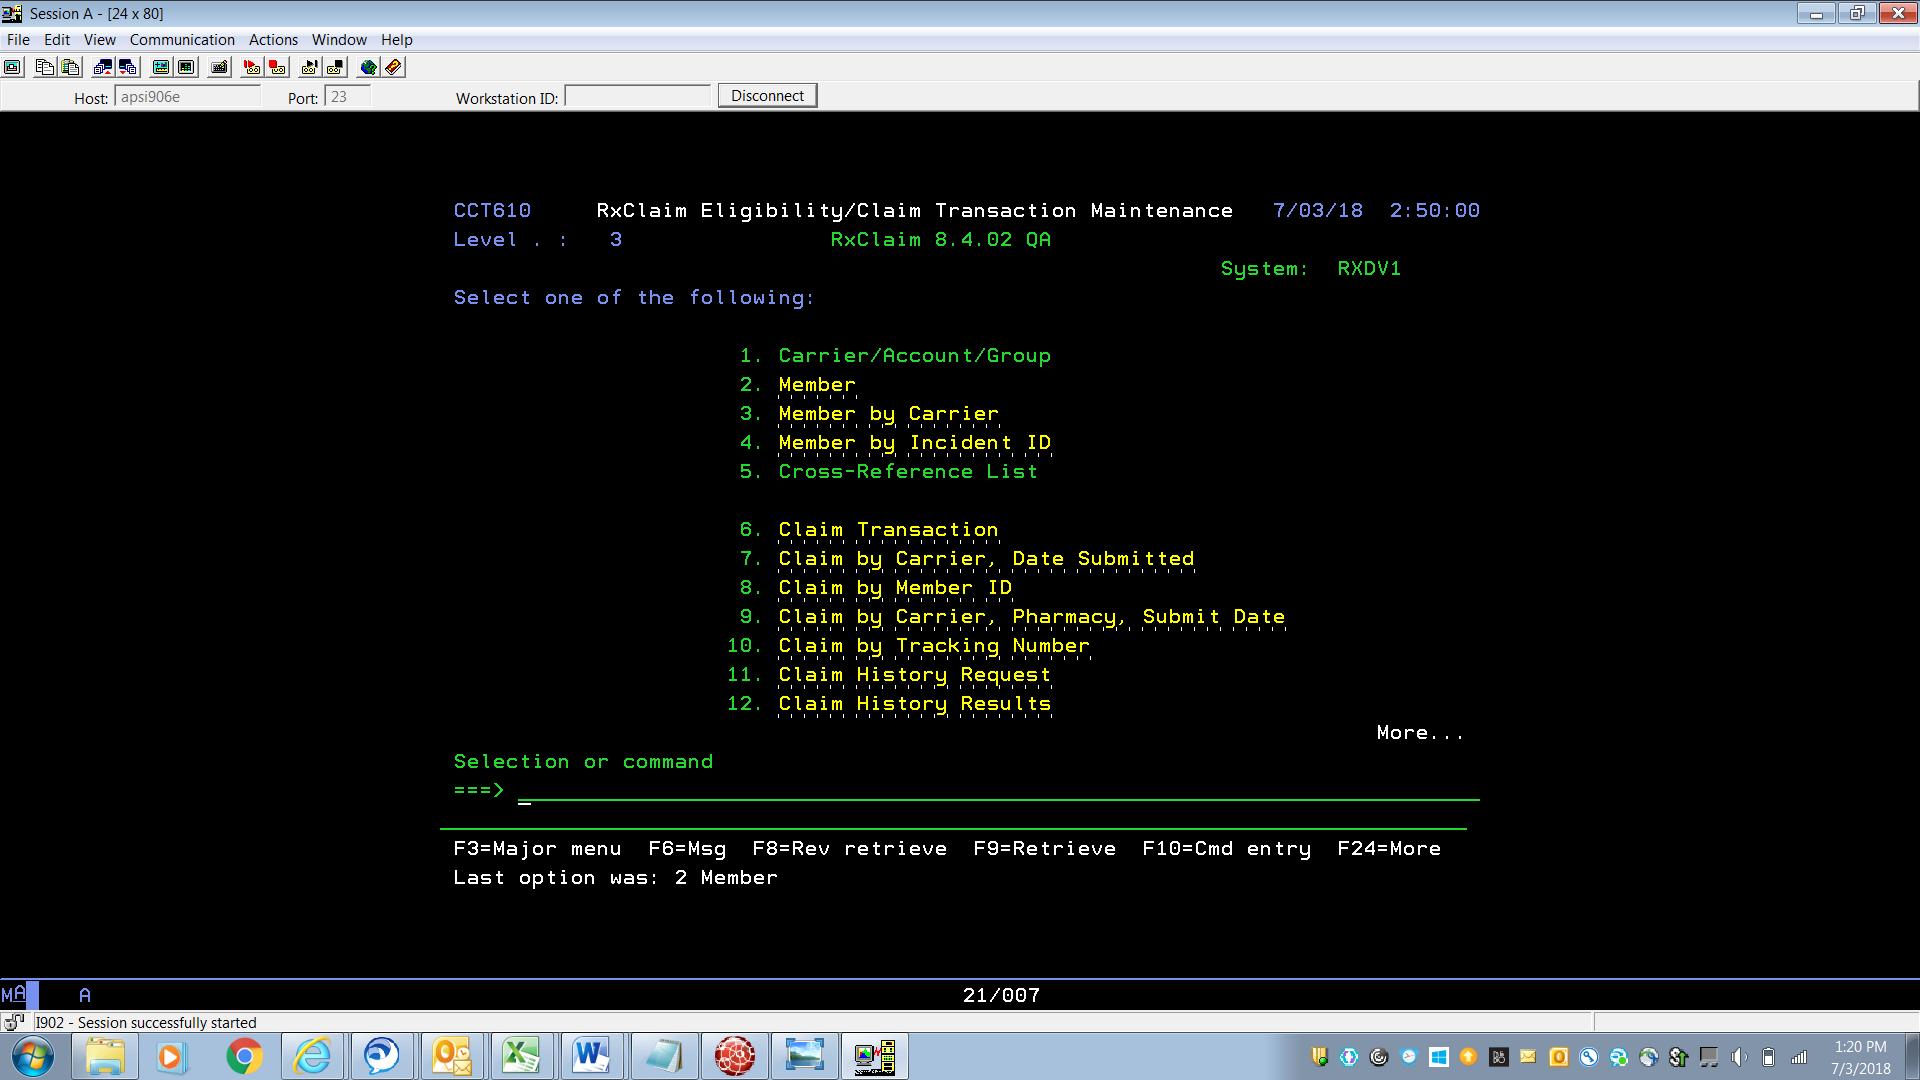 Session A - [24 x 80]
File Edit View Communication Actions Window Help
Host: apsi906e Port: 23 Workstation ID: Disconnect
CCT610 RxClaim Eligibility/Claim Transaction Maintenance 7/03/18 2:50:00
Level . : 3 RxClaim 8.4.02 QA
System: RXDV1
Select one of the following:
1. Carrier/Account/Group
2. Member
3. Member by Carrier
4. Member by Incident ID
5. Cross-Reference List
6. Claim Transaction
7. Claim by Carrier, Date Submitted
8. Claim by Member ID
9. Claim by Carrier, Pharmacy, Submit Date
10. Claim by Tracking Number
11. Claim History Request
12. Claim History Results
More...
Selection or command
===>
F3=Major menu F6=Msg F8=Rev retrieve F9=Retrieve F10=Cmd entry F24=More
Last option was: 2 Member
MA A 21/007
I902 - Session successfully started
1:20 PM
7/3/2018